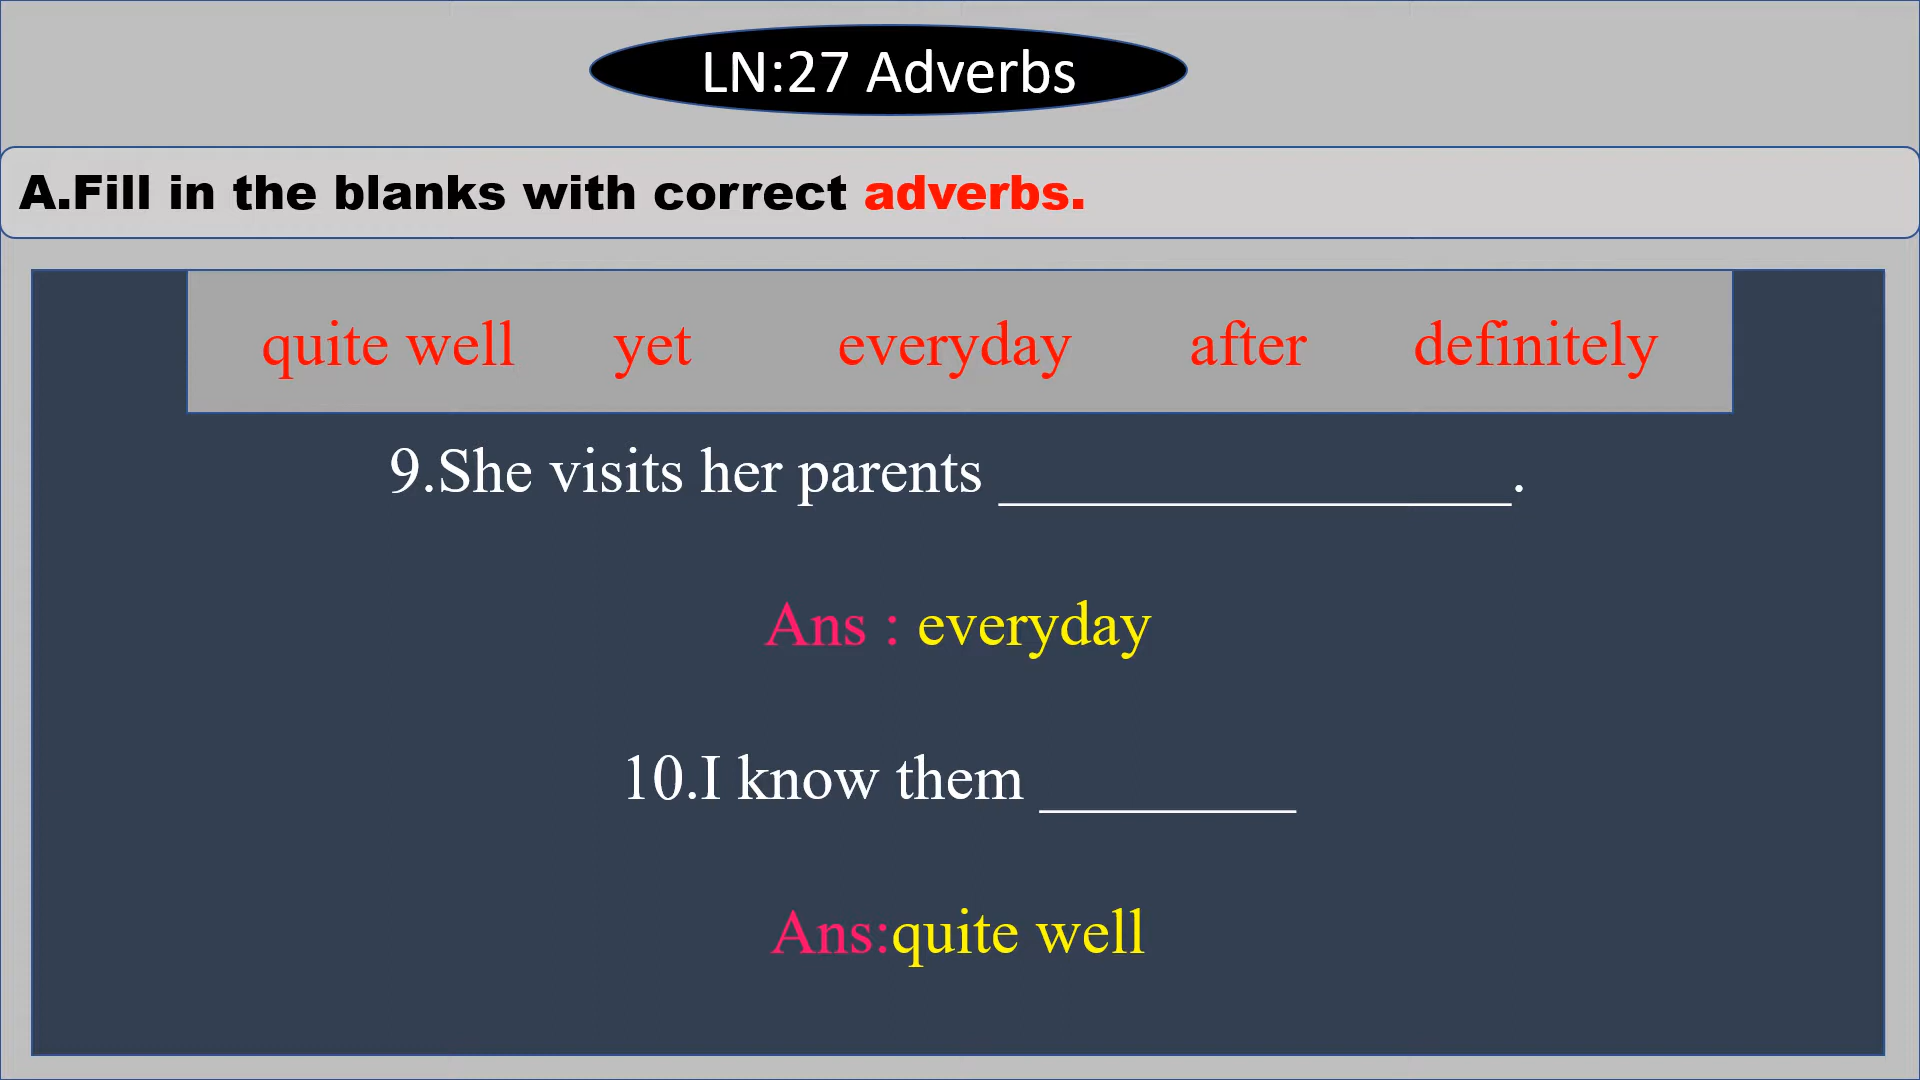 LN:27 Adverbs
A.Fill in the blanks with correct adverbs.
quite well yet everyday after definitely
9.She visits her parents ________________.
Ans : everyday
10.I know them ________
Ans:quite well